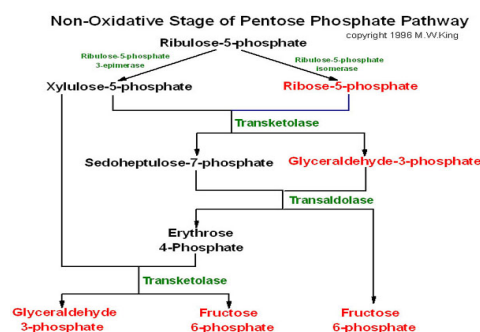 Non-Oxidative Stage of Pentose Phosphate Pathway
copyright 1996 M.W.King
Ribulose-5-phosphate
Ribulose-5-phosphate
3-epimerase
Ribulose-5-phosphate
isomerase
Xylulose-5-phosphate
Ribose-5-phosphate
Transketolase
Sedoheptulose-7-phosphate
Glyceraldehyde-3-phosphate
Transaldolase
Erythrose
4-Phosphate
Transketolase
Glyceraldehyde
3-phosphate
Fructose
6-phosphate
Fructose
6-phosphate